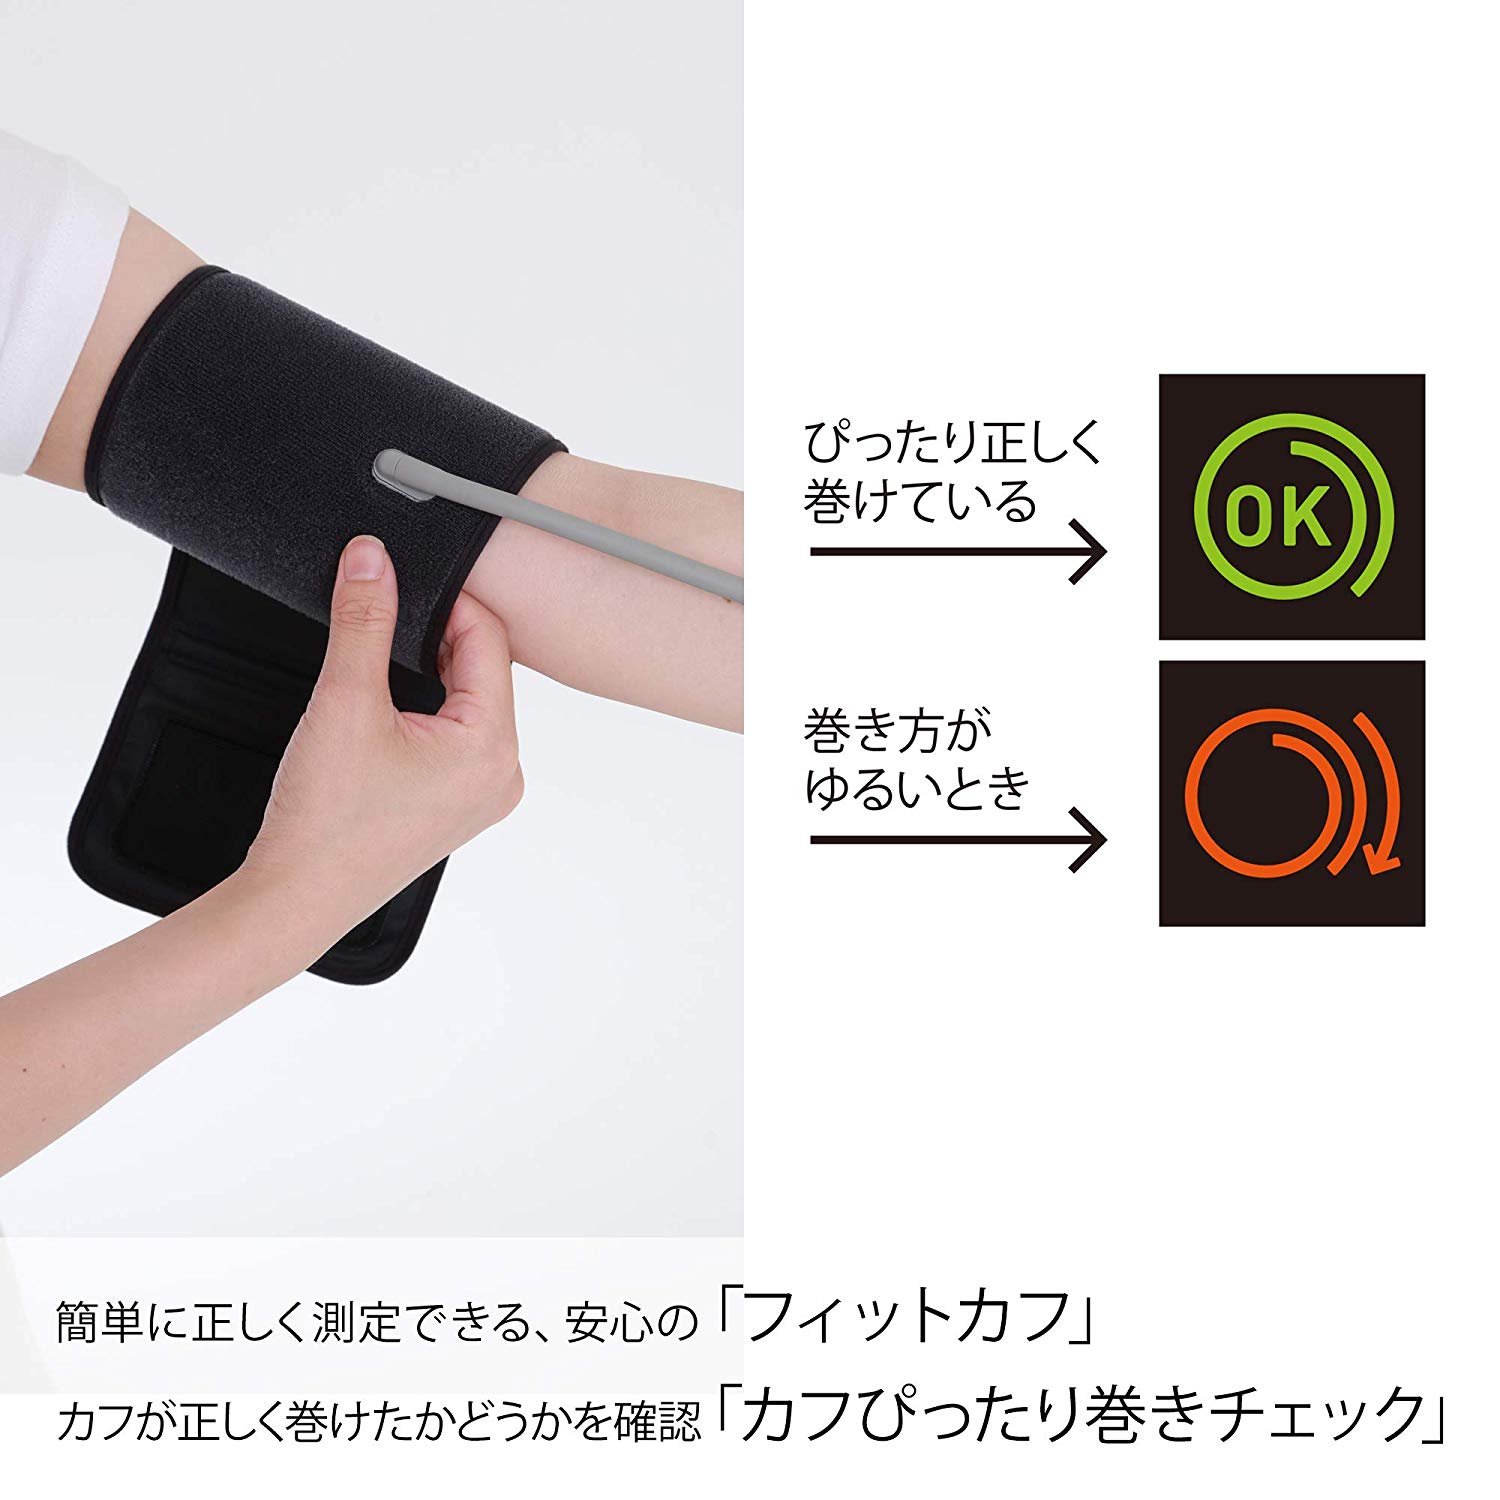 ぴったり正しく
巻けている
OK
巻き方が
ゆるいとき
簡単に正しく測定できる、安心の「フィットカフ」
カフが正しく巻けたかどうかを確認「カフぴったり巻きチェック」